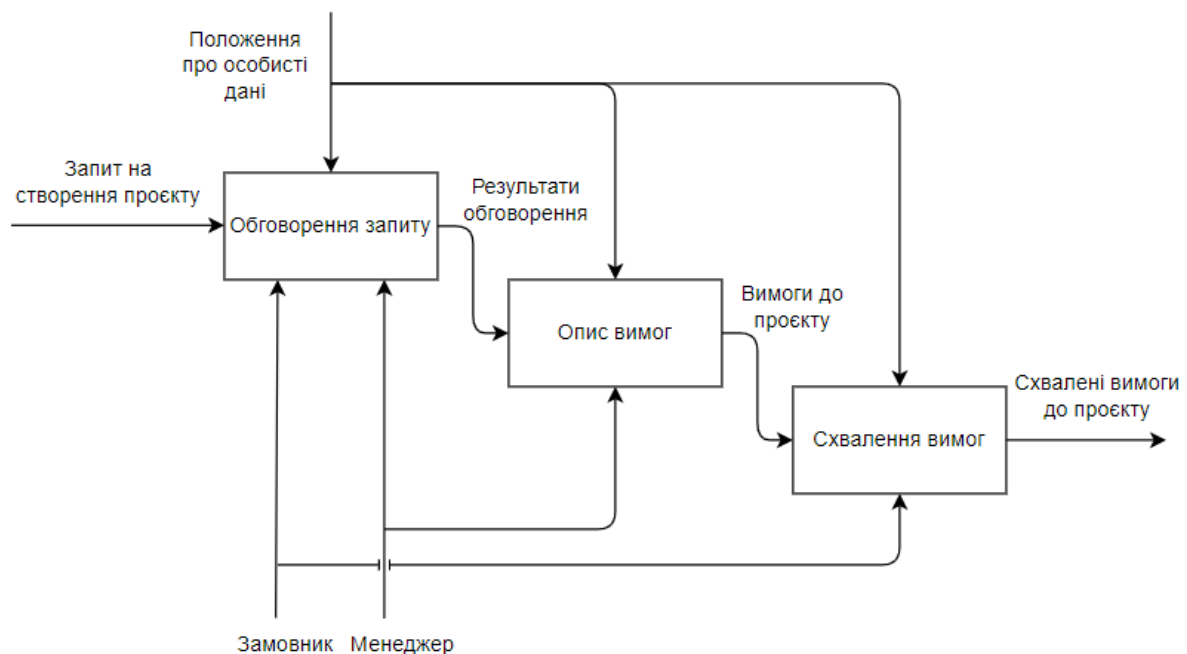 Положення
про особисті
дані
Запит на
створення проєкту
Обговорення запиту
Результати
обговорення
Опис вимог
Вимоги до
проєкту
Схвалення вимог
Схвалені вимоги
до проєкту
Замовник
Менеджер